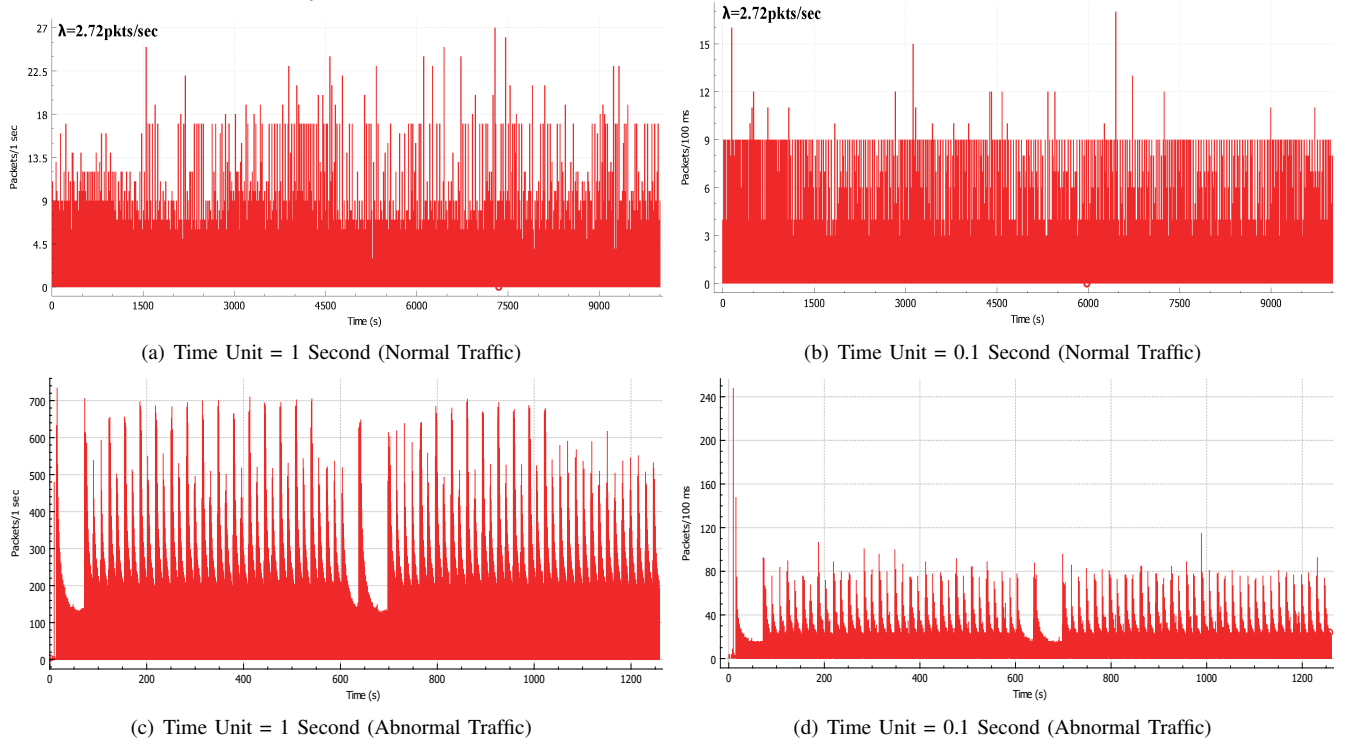 λ=2.72pkts/sec
27
22.5
18
13.5
9
4.5
0
Packets/1 sec
0 1500 3000 4500 6000 7500 9000
Time (s)
(a) Time Unit = 1 Second (Normal Traffic)
λ=2.72pkts/sec
15
12
9
6
3
0
Packets/100 ms
0 1500 3000 4500 6000 7500 9000
Time (s)
(b) Time Unit = 0.1 Second (Normal Traffic)
700
600
500
400
300
200
100
0
Packets/1 sec
0 200 400 600 800 1000 1200
Time (s)
(c) Time Unit = 1 Second (Abnormal Traffic)
240
200
160
120
80
40
0
Packets/100 ms
0 200 400 600 800 1000 1200
Time (s)
(d) Time Unit = 0.1 Second (Abnormal Traffic)